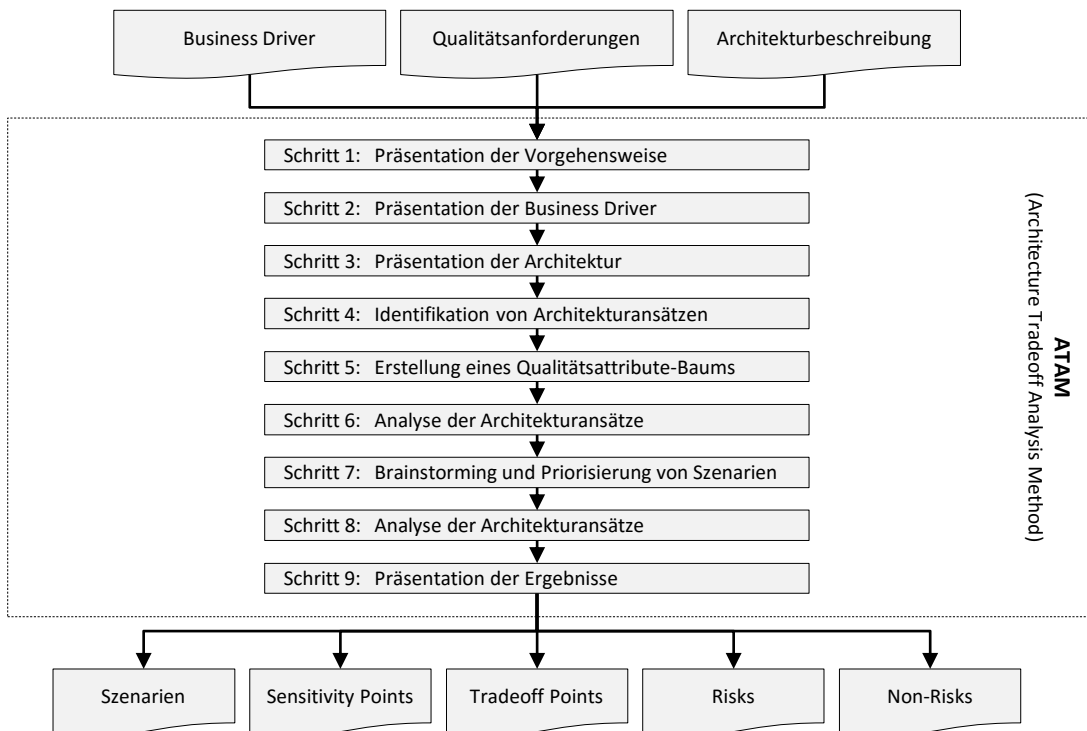 Business Driver
Qualitätsanforderungen
Architekturbeschreibung
Schritt 1: Präsentation der Vorgehensweise
Schritt 2: Präsentation der Business Driver
Schritt 3: Präsentation der Architektur
Schritt 4: Identifikation von Architekturansätzen
Schritt 5: Erstellung eines Qualitätsattribute-Baums
Schritt 6: Analyse der Architekturansätze
Schritt 7: Brainstorming und Priorisierung von Szenarien
Schritt 8: Analyse der Architekturansätze
Schritt 9: Präsentation der Ergebnisse
ATAM
(Architecture Tradeoff Analysis Method)
Szenarien
Sensitivity Points
Tradeoff Points
Risks
Non-Risks